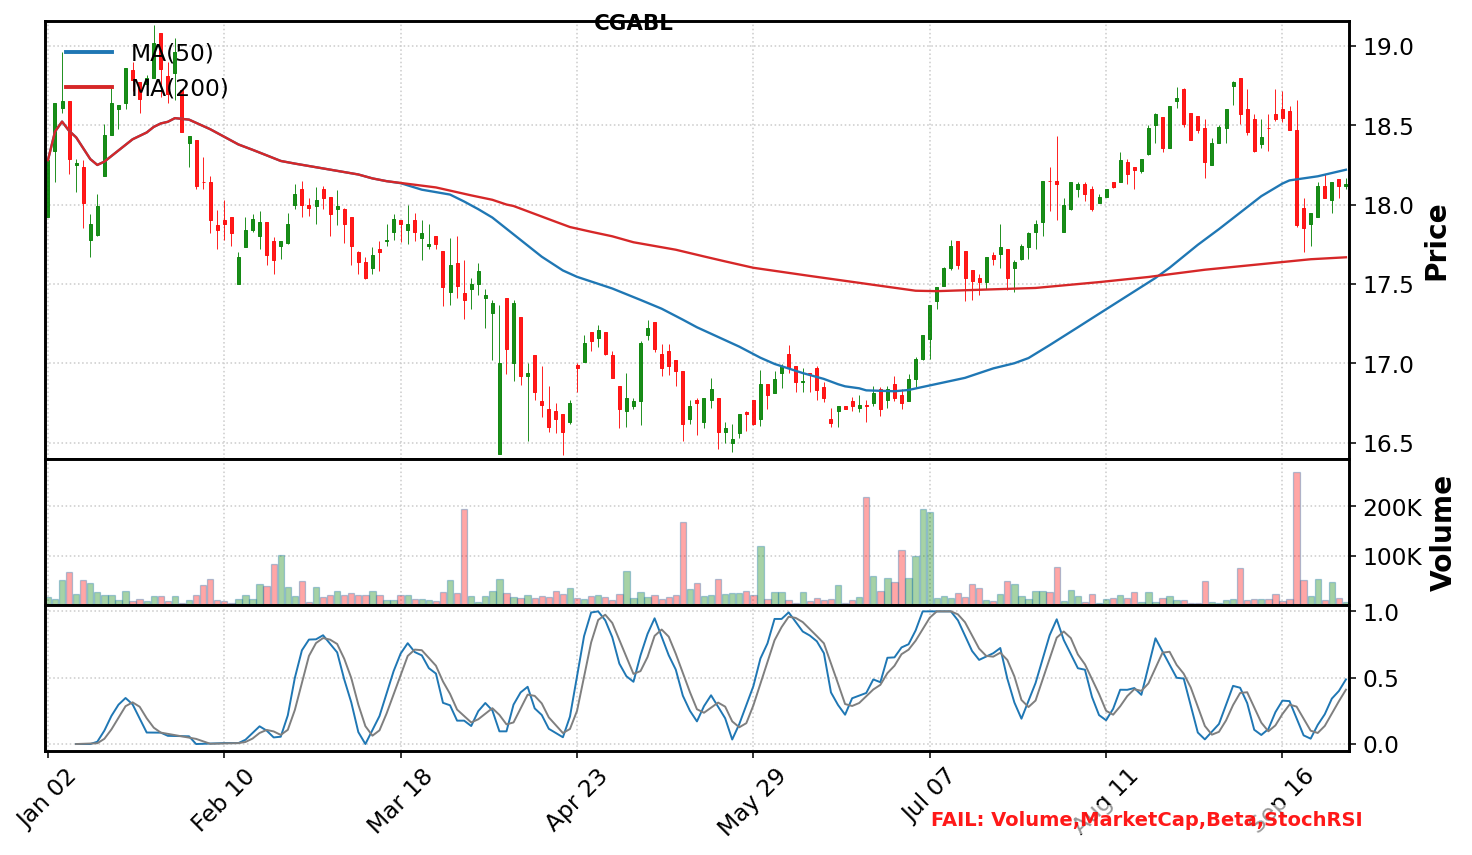 CGABL
MA(50)
MA(200)
19.0
18.5
18.0
17.5
17.0
16.5
Price
200K
100K
Volume
1.0
0.5
0.0
Jan 02
Feb 10
Mar 18
Apr 23
May 29
Jul 07
Aug 11
Sep 16
FAIL: Volume,MarketCap,Beta,StochRSI